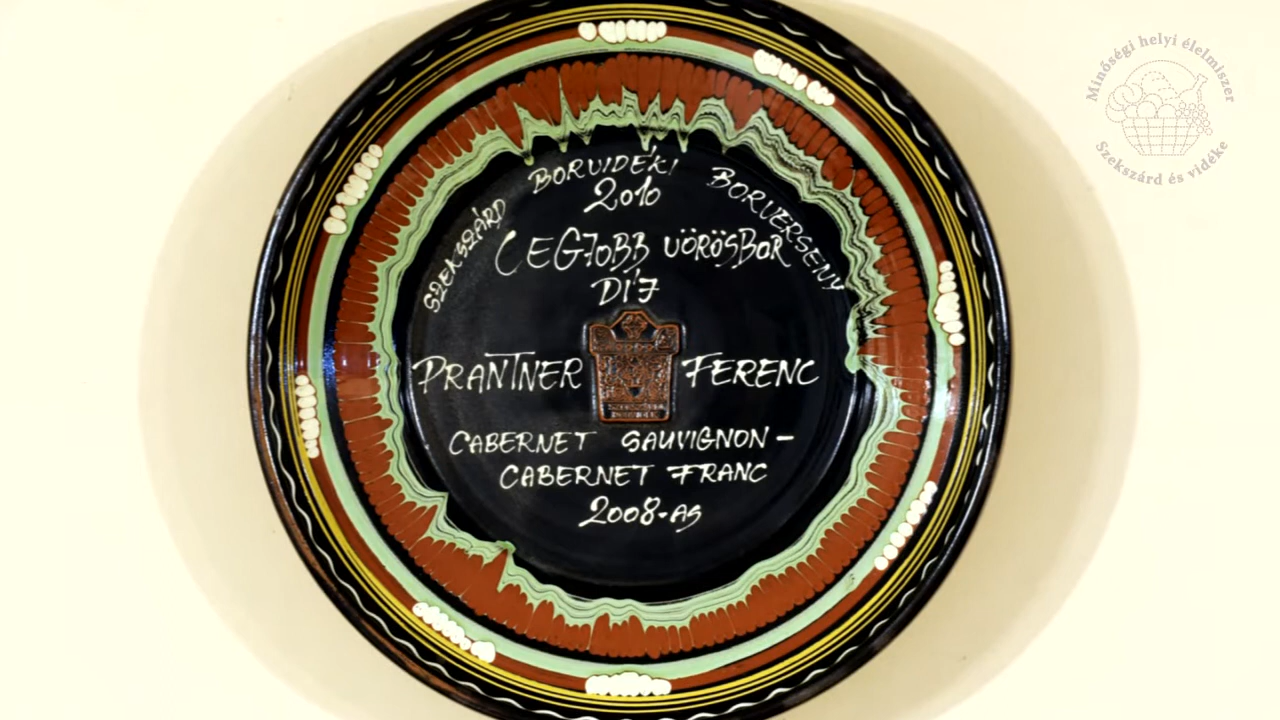 SZEKSZÁRD BORVIDÉKI BORVERSENY
2010
LEGJOBB VÖRÖSBOR
DÍJ
PRANTNER FERENC
CABERNET SAUVIGNON-
CABERNET FRANC
2008-AS
Minőségi helyi élelmiszer
Szekszárd és vidéke